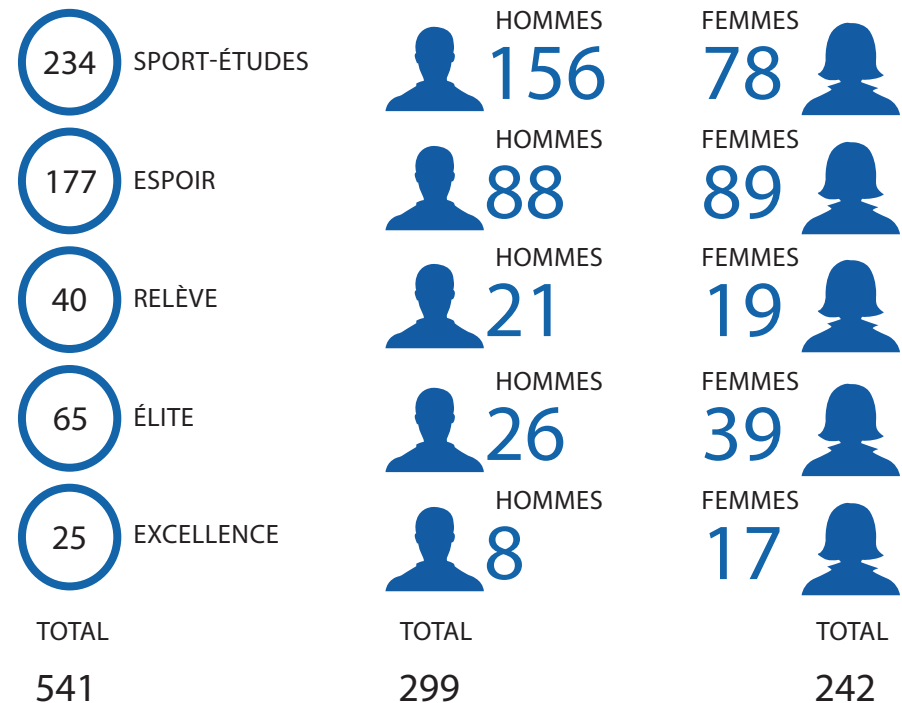 HOMMES FEMMES
234 SPORT-ÉTUDES 156 78
HOMMES FEMMES
177 ESPOIR 88 89
HOMMES FEMMES
40 RELÈVE 21 19
HOMMES FEMMES
65 ÉLITE 26 39
HOMMES FEMMES
25 EXCELLENCE 8 17
TOTAL TOTAL TOTAL
541 299 242